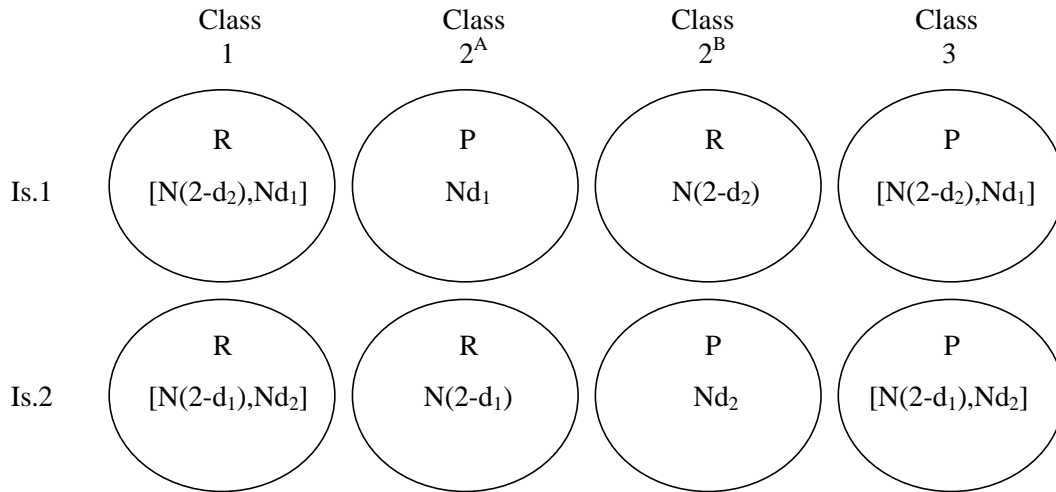 Class Class Class Class
1 2^A 2^B 3
R P R P
Is.1 [N(2-d₂),Nd₁] Nd₁ N(2-d₂) [N(2-d₂),Nd₁]
R R P P
Is.2 [N(2-d₁),Nd₂] N(2-d₁) Nd₂ [N(2-d₁),Nd₂]